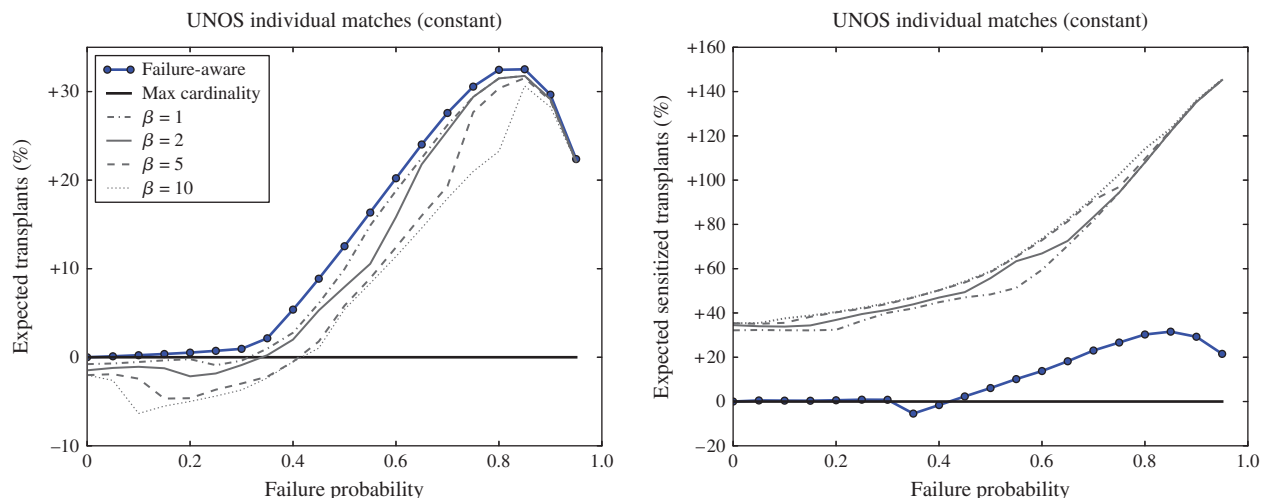 UNOS individual matches (constant)
+30
+20
+10
0
−10
Expected transplants (%)
Failure-aware
Max cardinality
β = 1
β = 2
β = 5
β = 10
0
0.2
0.4
0.6
0.8
1.0
Failure probability
UNOS individual matches (constant)
+160
+140
+120
+100
+80
+60
+40
+20
0
−20
Expected sensitized transplants (%)
0
0.2
0.4
0.6
0.8
1.0
Failure probability